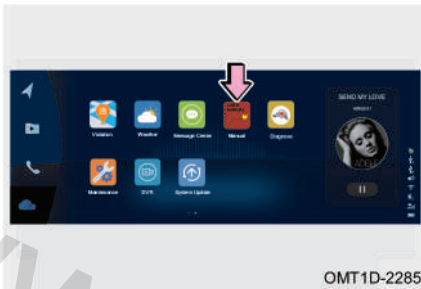 SEND MY LOVE
Violation
Weather
Message Center
Manual
Diagnose
ADELE
Maintenance
DVR
System Update
OMT1D-2285